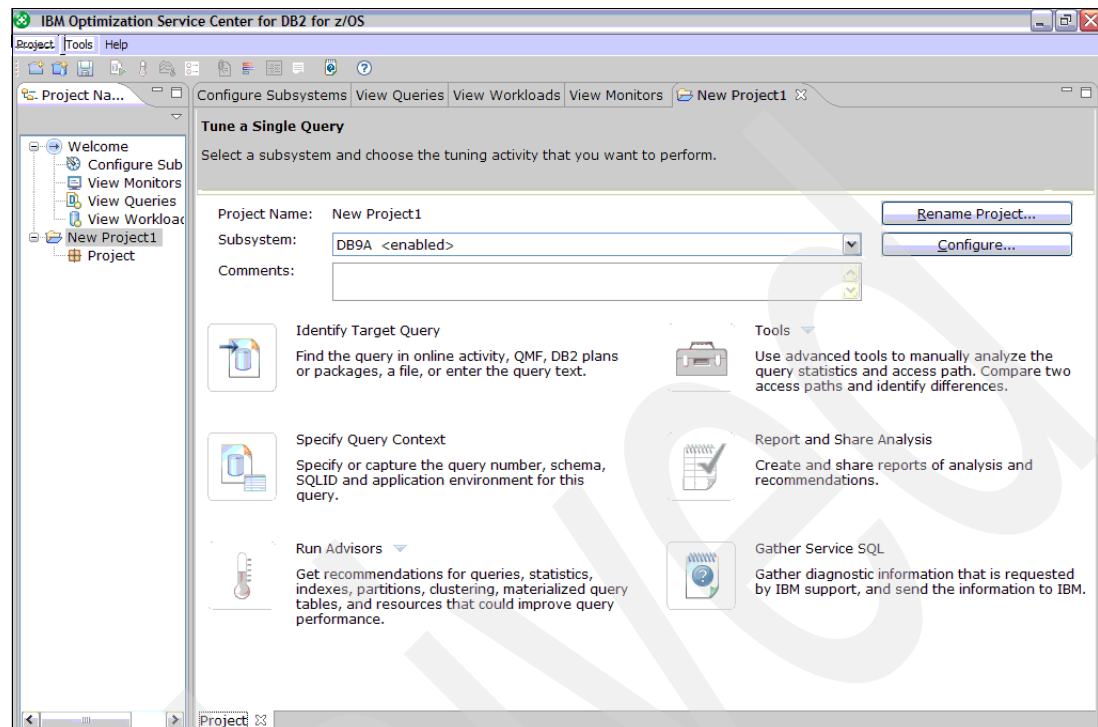 IBM Optimization Service Center for DB2 for z/OS
Project Tools Help
Project Na...
Configure Subsystems View Queries View Workloads View Monitors New Project1
Welcome
Configure Sub
View Monitors
View Queries
View Workload
New Project1
Project
Tune a Single Query
Select a subsystem and choose the tuning activity that you want to perform.
Project Name: New Project1
Rename Project...
Subsystem: DB9A <enabled>
Configure...
Comments:
Identify Target Query
Find the query in online activity, QMF, DB2 plans
or packages, a file, or enter the query text.
Tools
Use advanced tools to manually analyze the
query statistics and access path. Compare two
access paths and identify differences.
Specify Query Context
Specify or capture the query number, schema,
SQLID and application environment for this
query.
Report and Share Analysis
Create and share reports of analysis and
recommendations.
Run Advisors
Get recommendations for queries, statistics,
indexes, partitions, clustering, materialized query
tables, and resources that could improve query
performance.
Gather Service SQL
Gather diagnostic information that is requested
by IBM support, and send the information to IBM.
Project